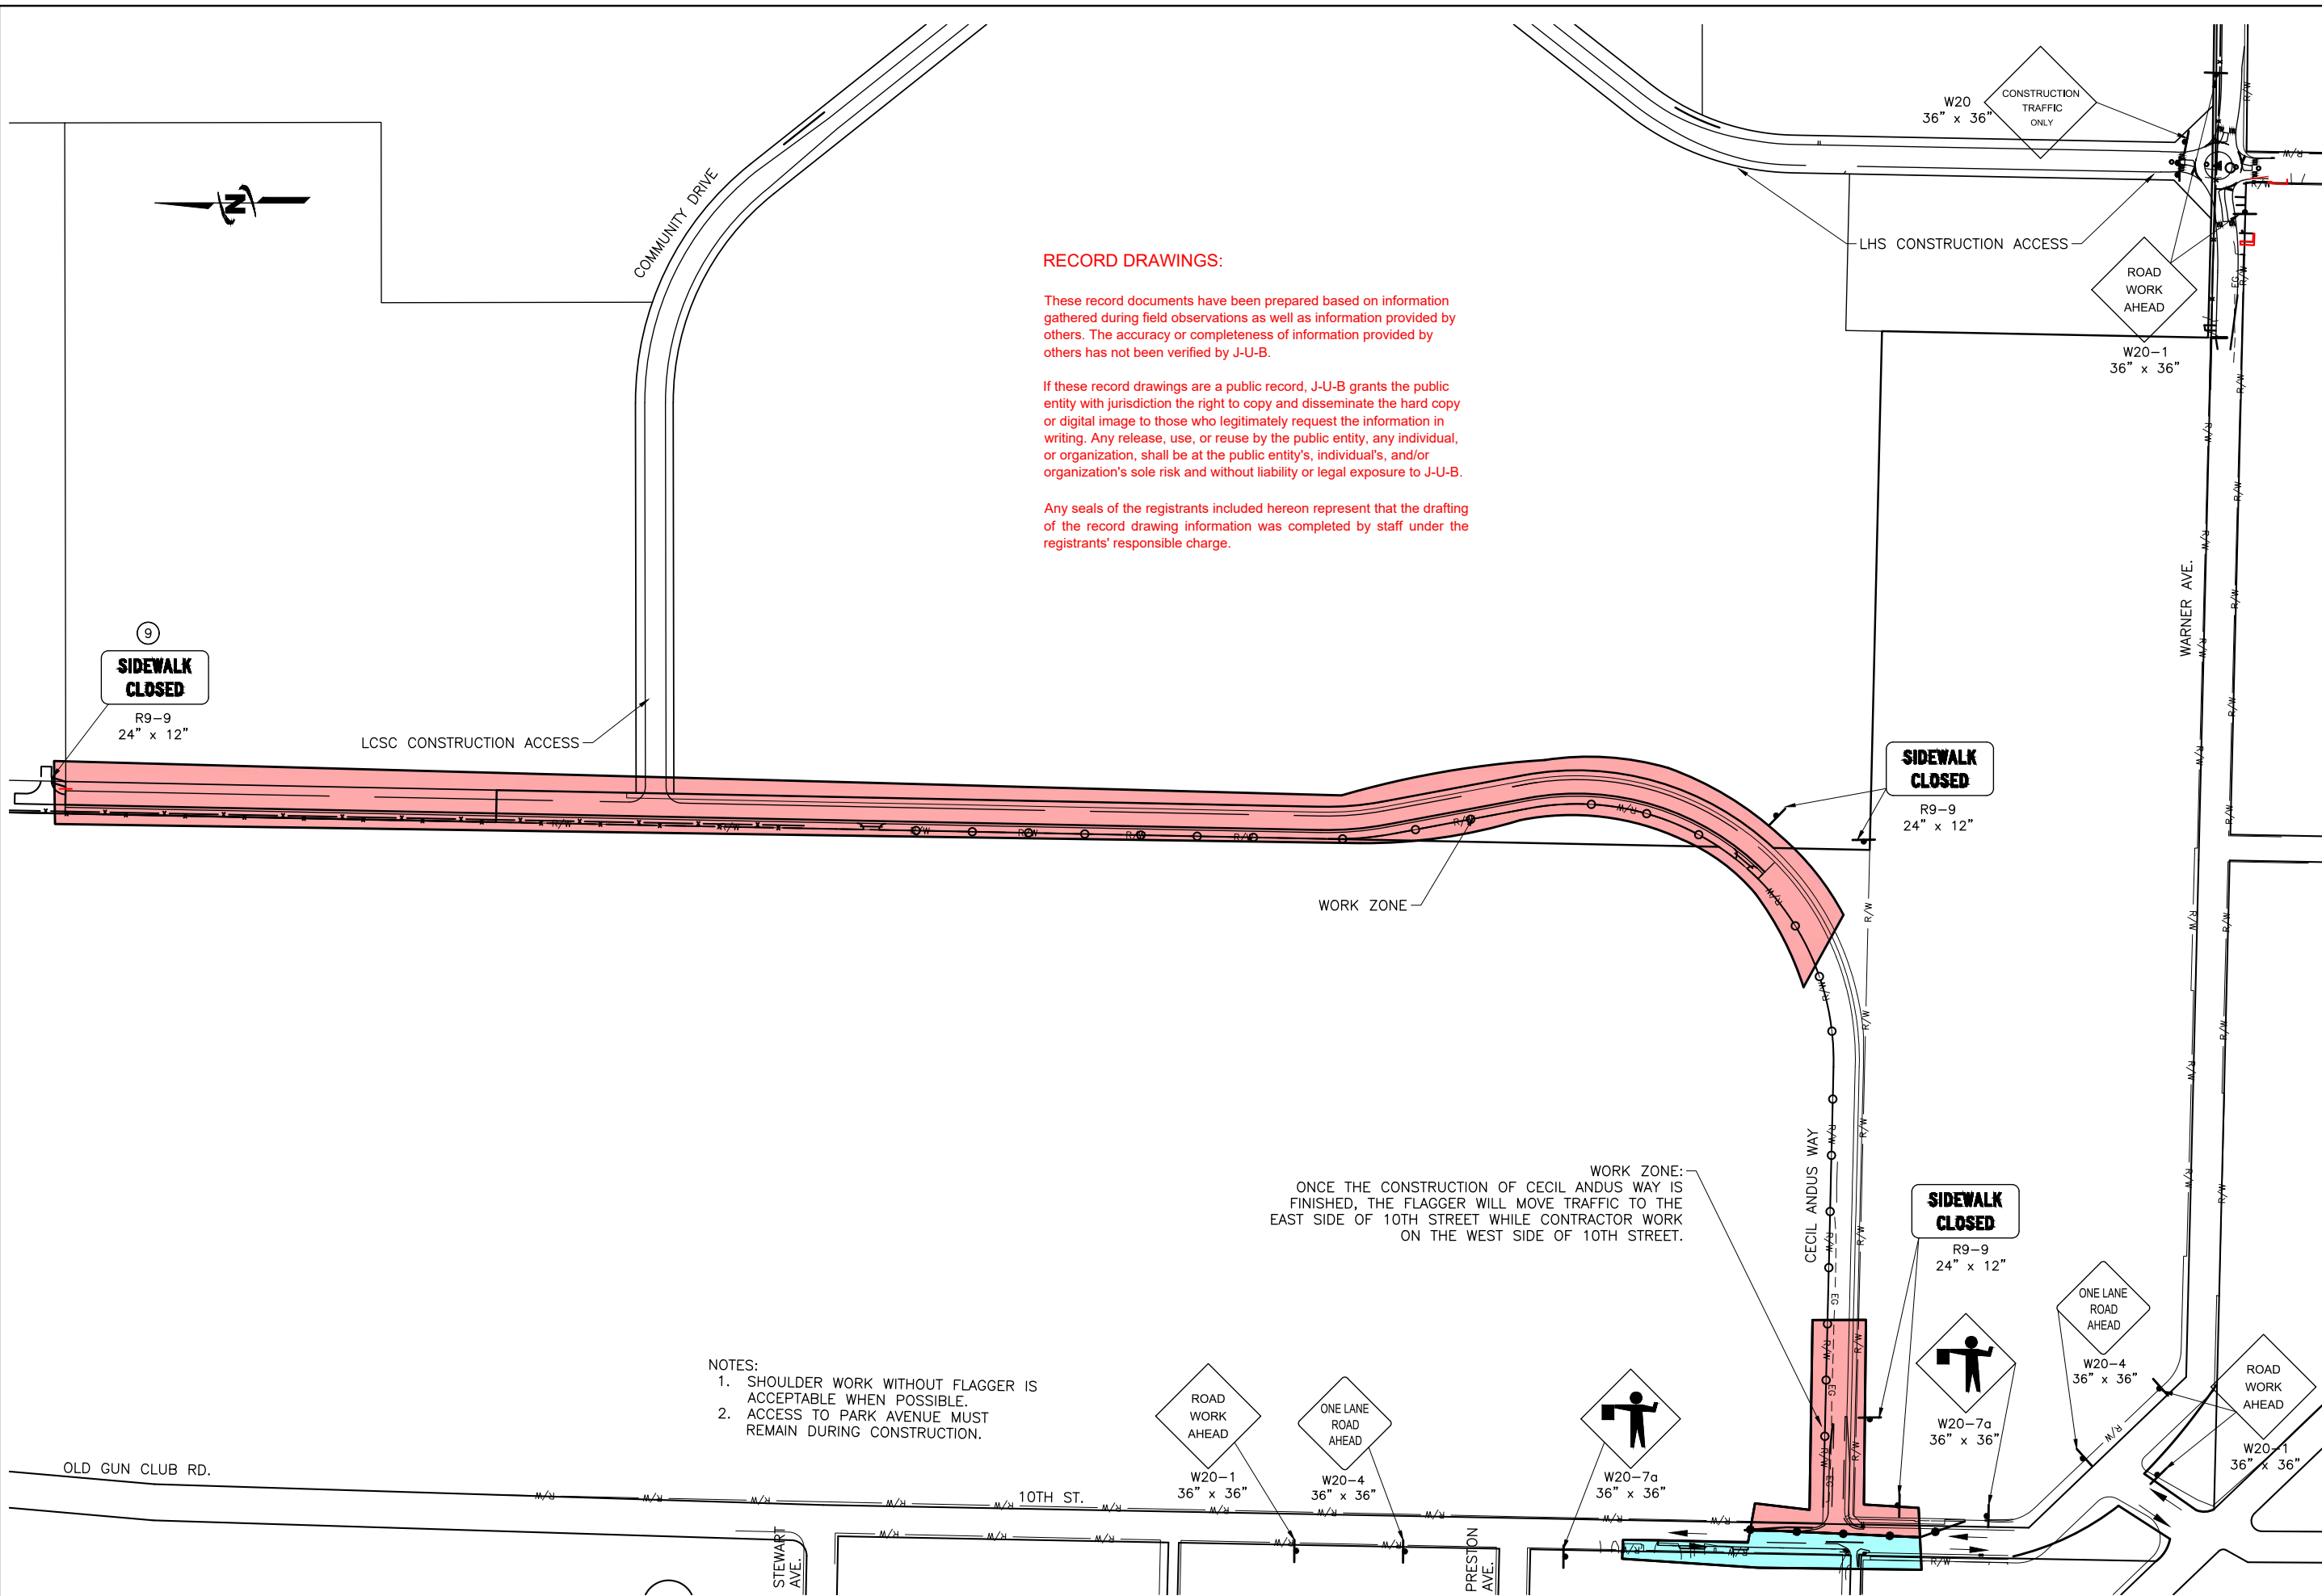 W20
36" x 36"
CONSTRUCTION
TRAFFIC
ONLY
N
COMMUNITY DRIVE
LHS CONSTRUCTION ACCESS
ROAD
WORK
AHEAD
W20-1
36" x 36"
RECORD DRAWINGS:
These record documents have been prepared based on information
gathered during field observations as well as information provided by
others. The accuracy or completeness of information provided by
others has not been verified by J-U-B.
If these record drawings are a public record, J-U-B grants the public
entity with jurisdiction the right to copy and disseminate the hard copy
or digital image to those who legitimately request the information in
writing. Any release, use, or reuse by the public entity, any individual,
or organization, shall be at the public entity's, individual's, and/or
organization's sole risk and without liability or legal exposure to J-U-B.
Any seals of the registrants included hereon represent that the drafting
of the record drawing information was completed by staff under the
registrants' responsible charge.
WARNER AVE.
9
SIDEWALK
CLOSED
R9-9
24" x 12"
LCSC CONSTRUCTION ACCESS
SIDEWALK
CLOSED
R9-9
24" x 12"
WORK ZONE
R/W
WORK ZONE:
ONCE THE CONSTRUCTION OF CECIL ANDUS WAY IS
FINISHED, THE FLAGGER WILL MOVE TRAFFIC TO THE
EAST SIDE OF 10TH STREET WHILE CONTRACTOR WORK
ON THE WEST SIDE OF 10TH STREET.
CECIL ANDUS WAY
EG
SIDEWALK
CLOSED
R9-9
24" x 12"
ONE LANE
ROAD
AHEAD
W20-4
36" x 36"
W20-7a
36" x 36"
ROAD
WORK
AHEAD
W20-1
36" x 36"
NOTES:
1. SHOULDER WORK WITHOUT FLAGGER IS
ACCEPTABLE WHEN POSSIBLE.
2. ACCESS TO PARK AVENUE MUST
REMAIN DURING CONSTRUCTION.
ROAD
WORK
AHEAD
W20-1
36" x 36"
ONE LANE
ROAD
AHEAD
W20-4
36" x 36"
W20-7a
36" x 36"
OLD GUN CLUB RD.
10TH ST.
STEWART
AVE.
PRESTON
AVE.